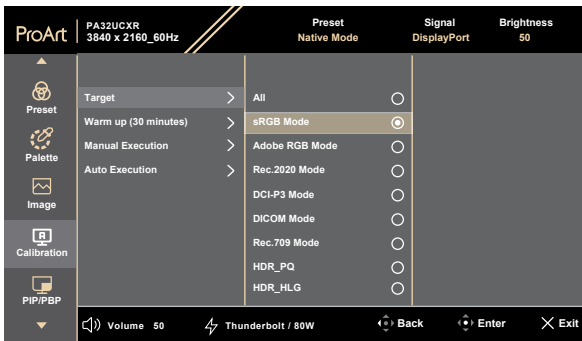 ProArt
PA32UCXR
3840 x 2160_60Hz
Preset
Native Mode
Signal
DisplayPort
Brightness
50
Preset
Palette
Image
Calibration
PIP/PBP
Target
Warm up (30 minutes)
Manual Execution
Auto Execution
All
sRGB Mode
Adobe RGB Mode
Rec.2020 Mode
DCI-P3 Mode
DICOM Mode
Rec.709 Mode
HDR_PQ
HDR_HLG
Volume 50
Thunderbolt / 80W
Back
Enter
Exit